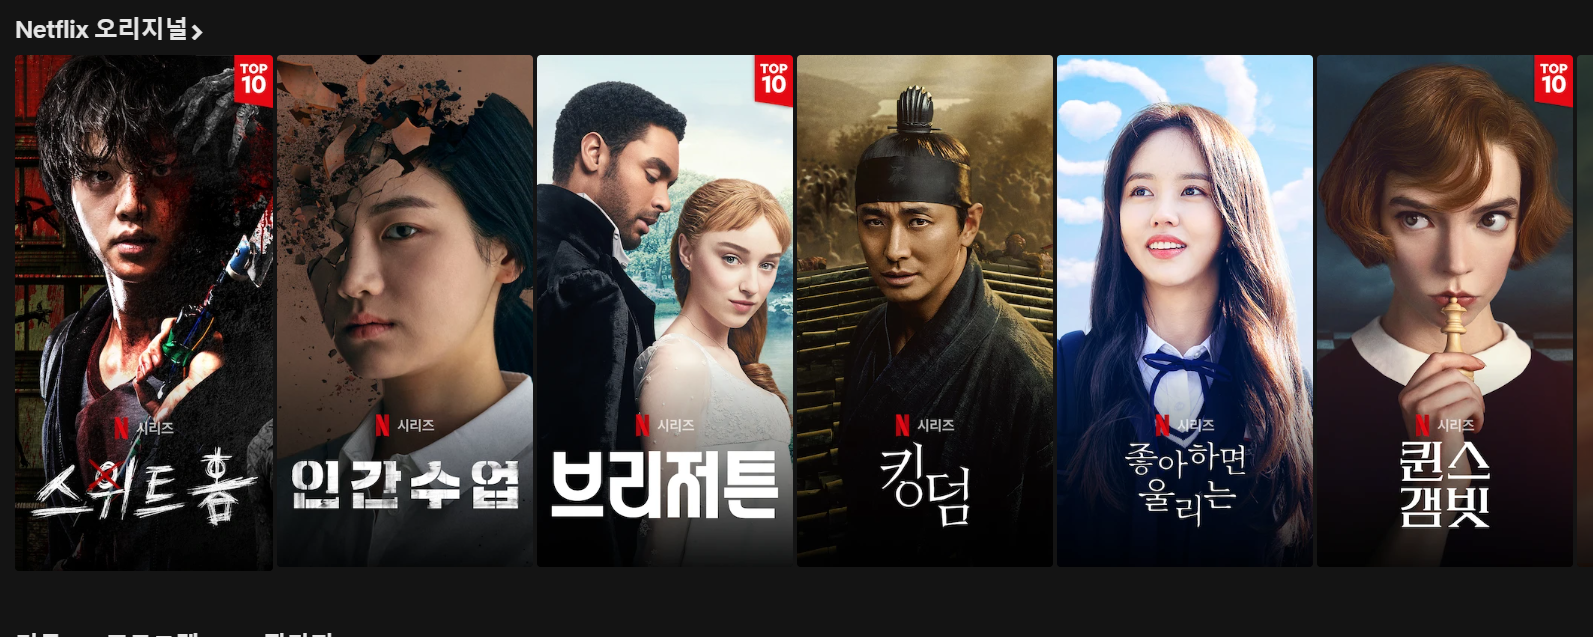 Netflix 오리지널
TOP
10
시리즈
스위트 홈
시리즈
인간수업
TOP
10
시리즈
브리저튼
시리즈
킹덤
시리즈
좋아하면
울리는
TOP
10
시리즈
퀸스
갬빗